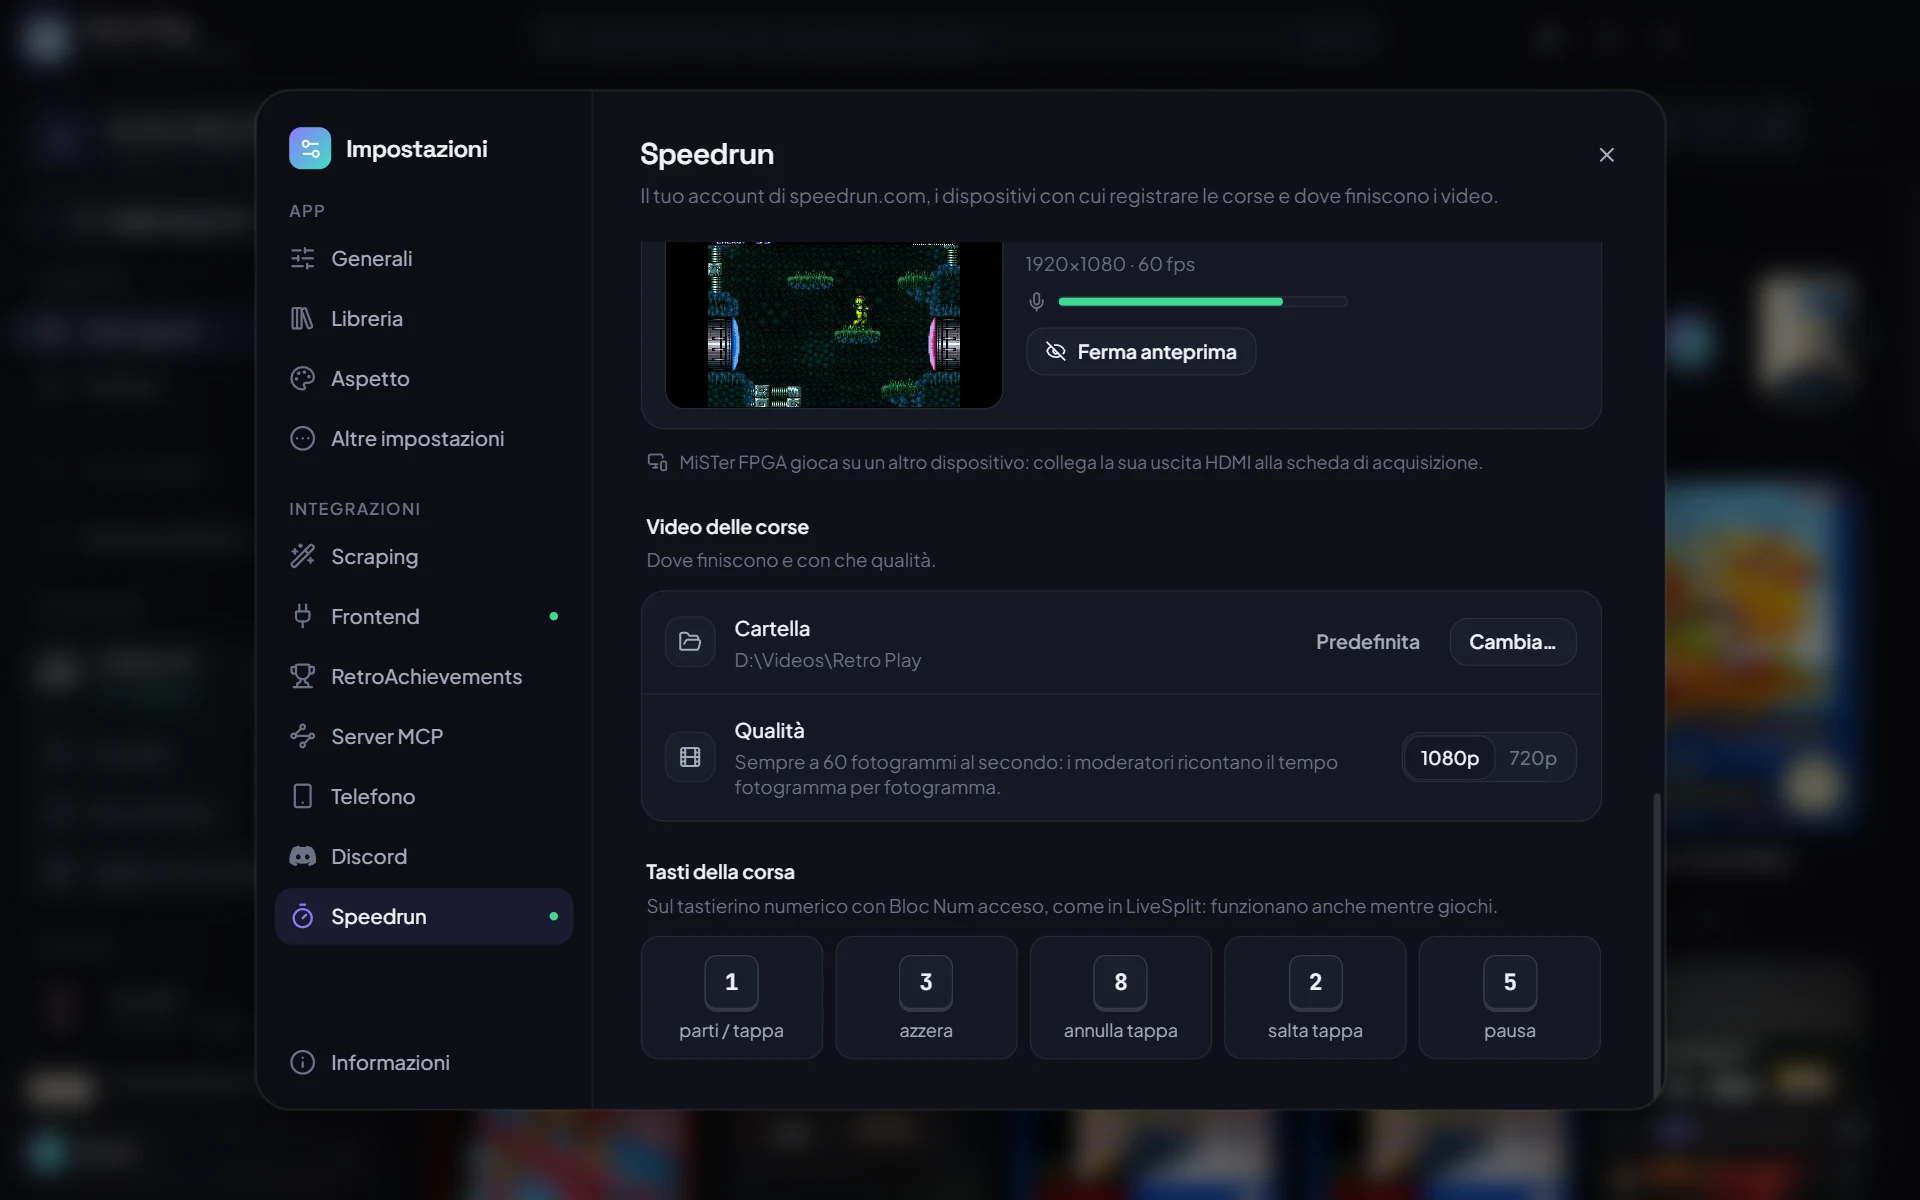 Impostazioni
APP
Generali
Libreria
Aspetto
Altre impostazioni
INTEGRAZIONI
Scraping
Frontend
RetroAchievements
Server MCP
Telefono
Discord
Speedrun
Informazioni
Speedrun
Il tuo account di speedrun.com, i dispositivi con cui registrare le corse e dove finiscono i video.
1920×1080 · 60 fps
Ferma anteprima
MiSTer FPGA gioca su un altro dispositivo: collega la sua uscita HDMI alla scheda di acquisizione.
Video delle corse
Dove finiscono e con che qualità.
Cartella
D:\Videos\Retro Play
Predefinita
Cambia...
Qualità
Sempre a 60 fotogrammi al secondo: i moderatori ricontano il tempo
fotogramma per fotogramma.
1080p
720p
Tasti della corsa
Sul tastierino numerico con Bloc Num acceso, come in LiveSplit: funzionano anche mentre giochi.
1
parti / tappa
3
azzera
8
annulla tappa
2
salta tappa
5
pausa